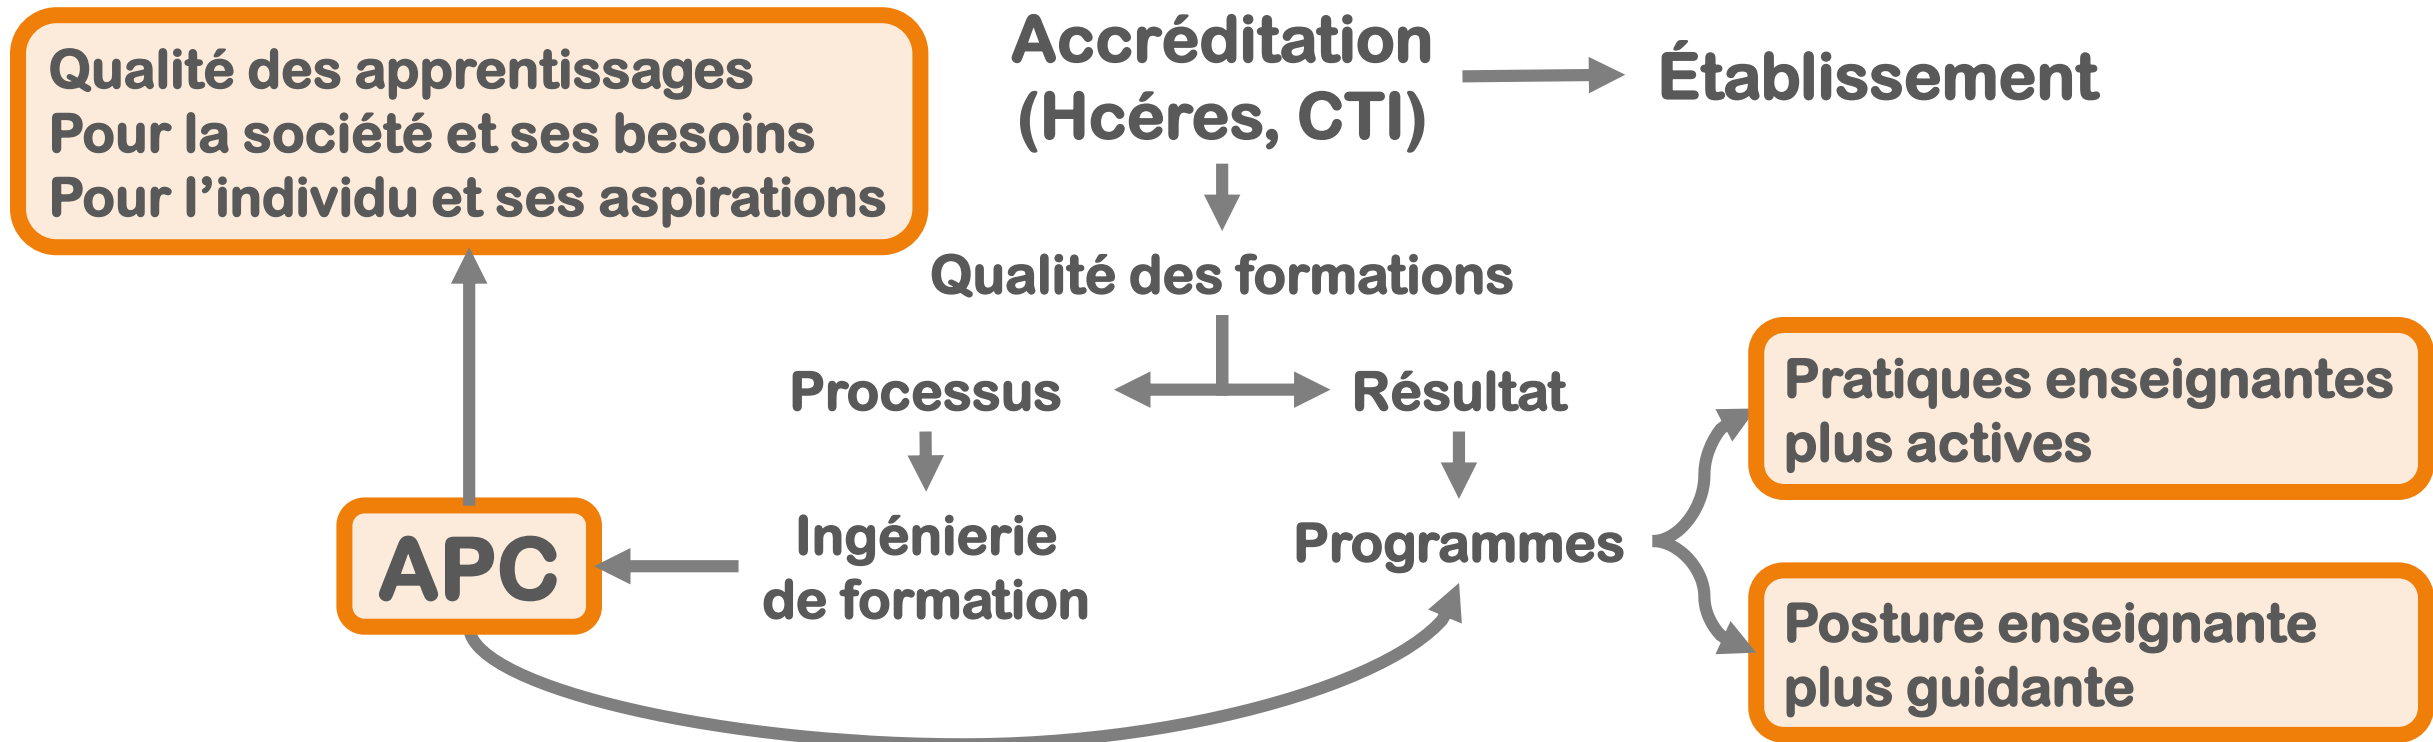 Qualité des apprentissages
Pour la société et ses besoins
Pour l’individu et ses aspirations
Accréditation
(Hcéres, CTI)
Établissement
Qualité des formations
Processus
Résultat
Pratiques enseignantes
plus actives
APC
Ingénierie
de formation
Programmes
Posture enseignante
plus guidante